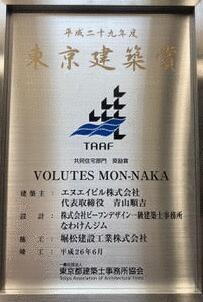 平成二十九年度
東京建築賞
TAAF
共同住宅部門 奨励賞
VOLUTES MON-NAKA
建築主: エヌエイビル株式会社
代表取締役 青山順吉
設計: 株式会社ビーフンデザイン一級建築士事務所
なわけんジム
施工: 堀松建設工業株式会社
竣工: 平成26年6月
一般社団法人
東京都建築士事務所協会
Tokyo Association of Architectural Firms